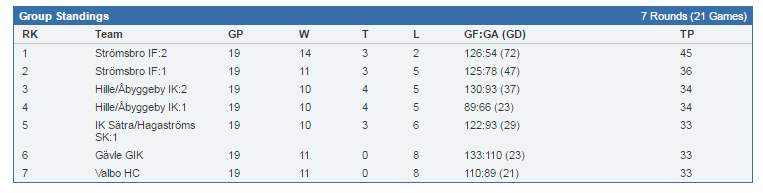 Group Standings 7 Rounds (21 Games)
RK Team GP W T L GF:GA (GD) TP
1 Strömsbro IF:2 19 14 3 2 126:54 (72) 45
2 Strömsbro IF:1 19 11 3 5 125:78 (47) 36
3 Hille/Åbyggeby IK:2 19 10 4 5 130:93 (37) 34
4 Hille/Åbyggeby IK:1 19 10 4 5 89:66 (23) 34
5 IK Sätra/Hagaströms 19 10 3 6 122:93 (29) 33
SK:1
6 Gävle GIK 19 11 0 8 133:110 (23) 33
7 Valbo HC 19 11 0 8 110:89 (21) 33